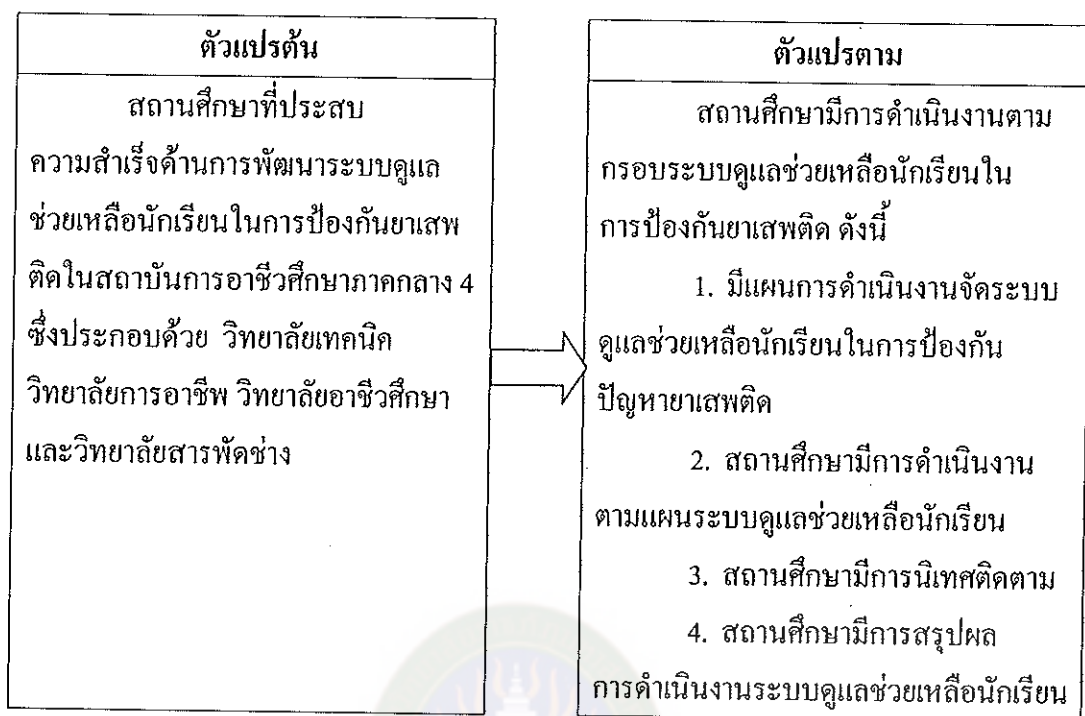 ตัวแปรต้น
สถานศึกษาที่ประสบ
ความสำเร็จด้านการพัฒนาระบบดูแล
ช่วยเหลือนักเรียนในการป้องกันยาเสพ
ติดในสถาบันการอาชีวศึกษาภาคกลาง 4
ซึ่งประกอบด้วย วิทยาลัยเทคนิค
วิทยาลัยการอาชีพ วิทยาลัยอาชีวศึกษา
และวิทยาลัยสารพัดช่าง
ตัวแปรตาม
สถานศึกษามีการดำเนินงานตาม
กรอบระบบดูแลช่วยเหลือนักเรียนใน
การป้องกันยาเสพติด ดังนี้
1. มีแผนการดำเนินงานจัดระบบ
ดูแลช่วยเหลือนักเรียนในการป้องกัน
ปัญหายาเสพติด
2. สถานศึกษามีการดำเนินงาน
ตามแผนระบบดูแลช่วยเหลือนักเรียน
3. สถานศึกษามีการนิเทศติดตาม
4. สถานศึกษามีการสรุปผล
การดำเนินงานระบบดูแลช่วยเหลือนักเรียน